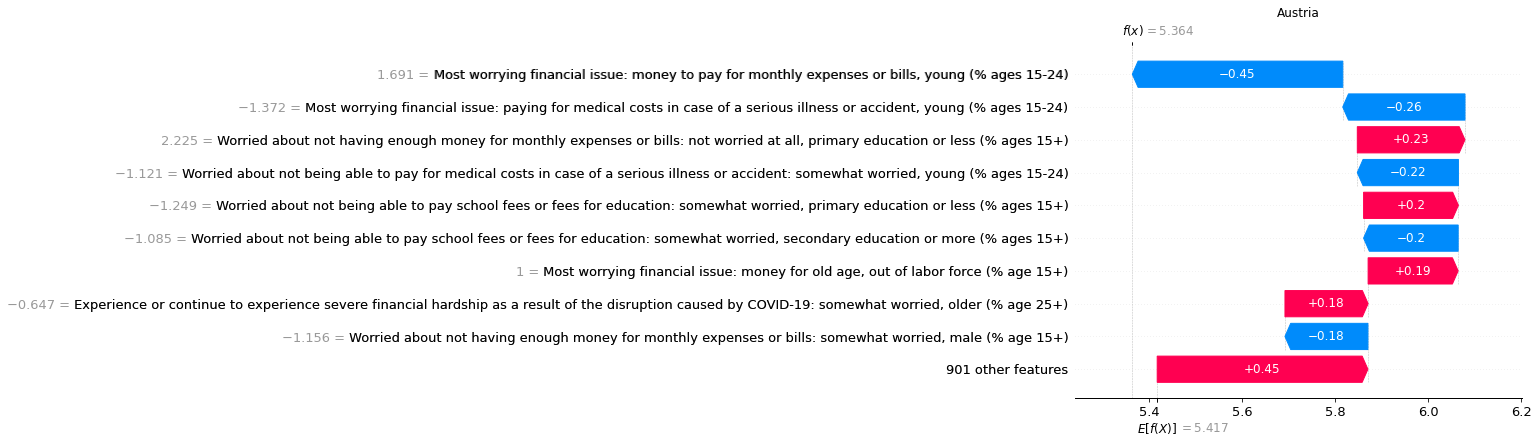 Austria
f(x) = 5.364
1.691 = Most worrying financial issue: money to pay for monthly expenses or bills, young (% ages 15-24)
−0.45
−1.372 = Most worrying financial issue: paying for medical costs in case of a serious illness or accident, young (% ages 15-24)
−0.26
2.225 = Worried about not having enough money for monthly expenses or bills: not worried at all, primary education or less (% ages 15+)
+0.23
−1.121 = Worried about not being able to pay for medical costs in case of a serious illness or accident: somewhat worried, young (% ages 15-24)
−0.22
−1.249 = Worried about not being able to pay school fees or fees for education: somewhat worried, primary education or less (% ages 15+)
+0.2
−1.085 = Worried about not being able to pay school fees or fees for education: somewhat worried, secondary education or more (% ages 15+)
−0.2
1 = Most worrying financial issue: money for old age, out of labor force (% age 15+)
+0.19
−0.647 = Experience or continue to experience severe financial hardship as a result of the disruption caused by COVID-19: somewhat worried, older (% age 25+)
+0.18
−1.156 = Worried about not having enough money for monthly expenses or bills: somewhat worried, male (% age 15+)
−0.18
901 other features
+0.45
5.4 5.6 5.8 6.0 6.2
E[f(X)] = 5.417